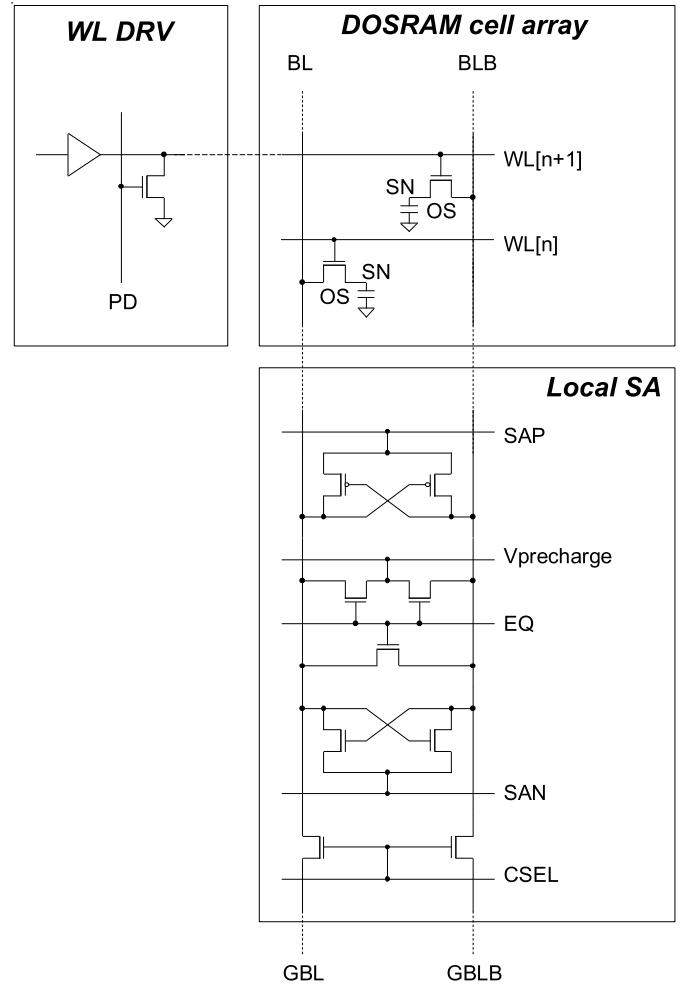 WL DRV
DOSRAM cell array
BL
BLB
WL[n+1]
SN
OS
WL[n]
SN
OS
PD
Local SA
SAP
Vprecharge
EQ
SAN
CSEL
GBL
GBLB